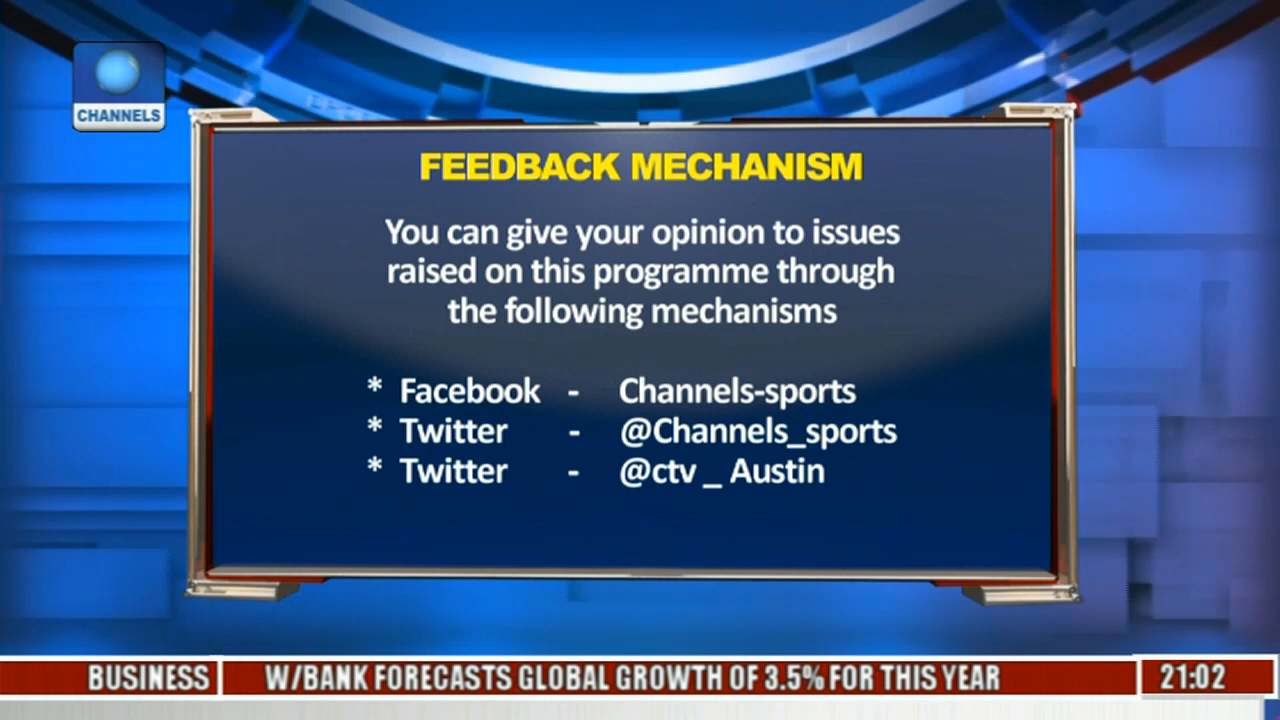 CHANNELS
FEEDBACK MECHANISM
You can give your opinion to issues
raised on this programme through
the following mechanisms
* Facebook - Channels-sports
* Twitter - @Channels_sports
* Twitter - @ctv _ Austin
BUSINESS W/BANK FORECASTS GLOBAL GROWTH OF 3.5% FOR THIS YEAR 21:02